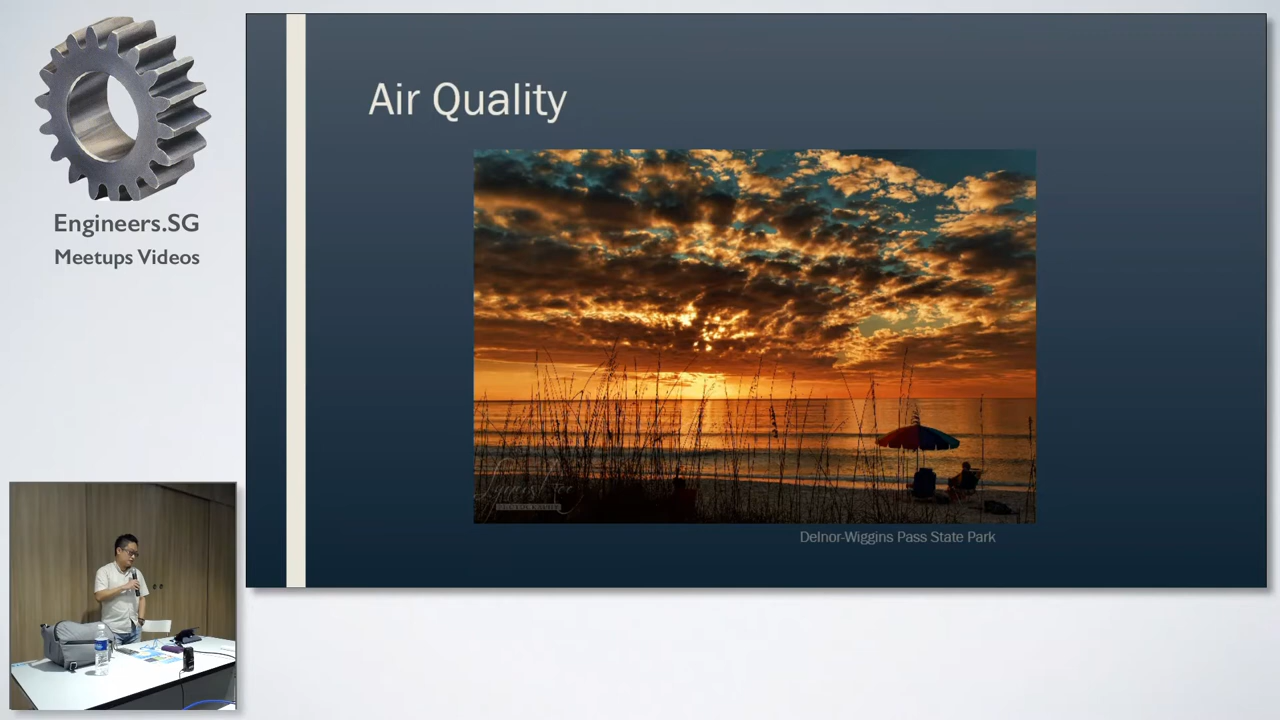 Engineers.SG
Meetups Videos
Air Quality
Delnor-Wiggins Pass State Park